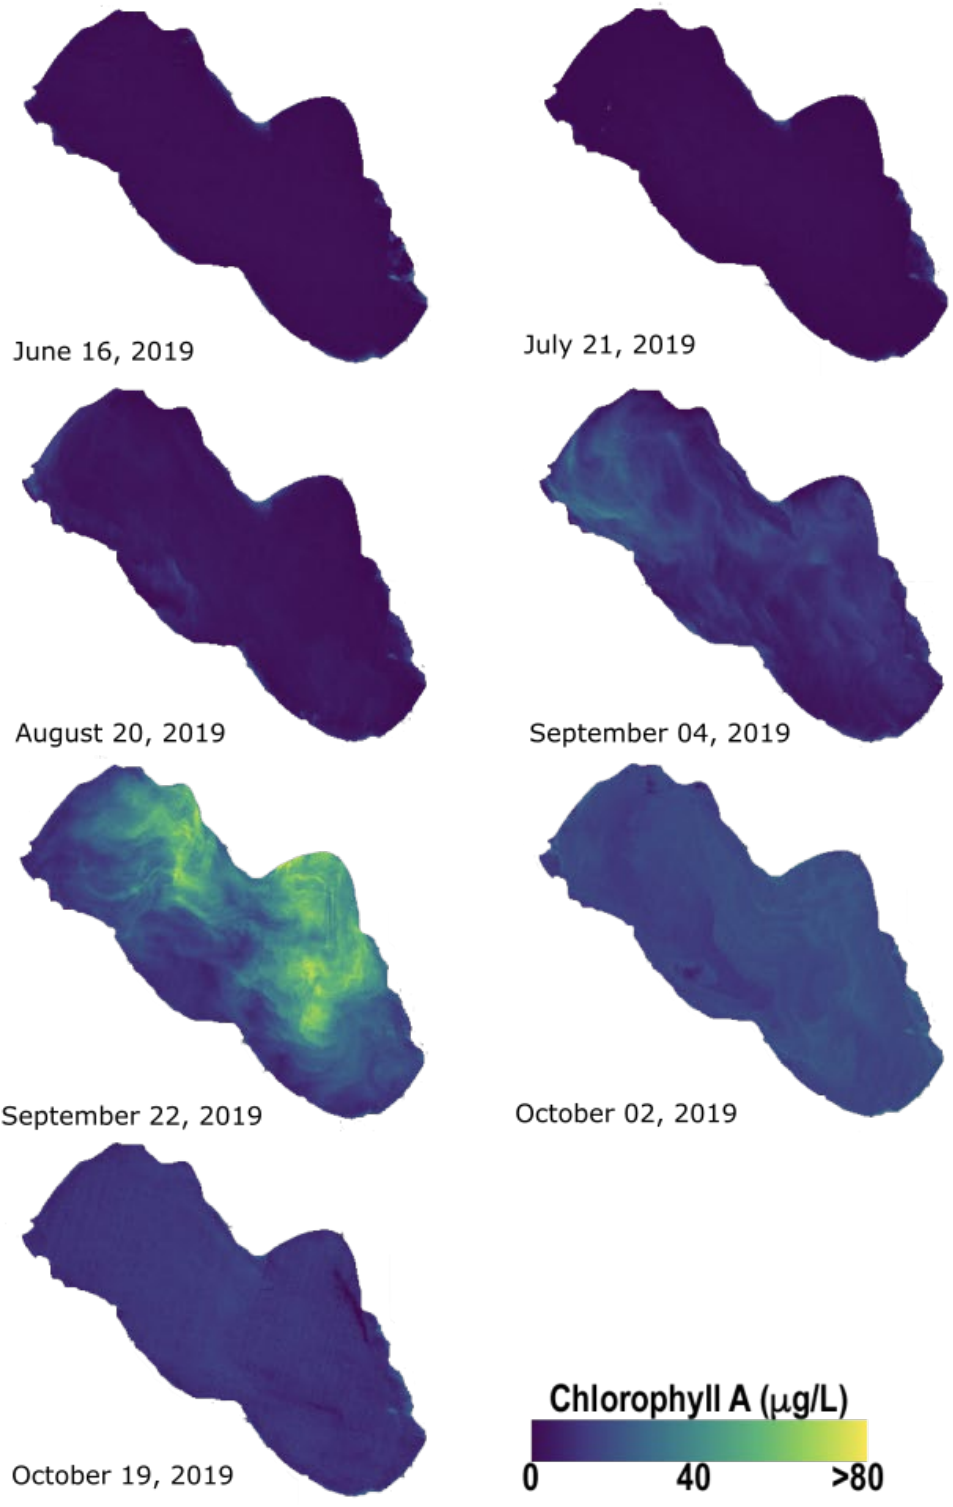 June 16, 2019
July 21, 2019
August 20, 2019
September 04, 2019
September 22, 2019
October 02, 2019
October 19, 2019
Chlorophyll A (μg/L)
0 40 >80